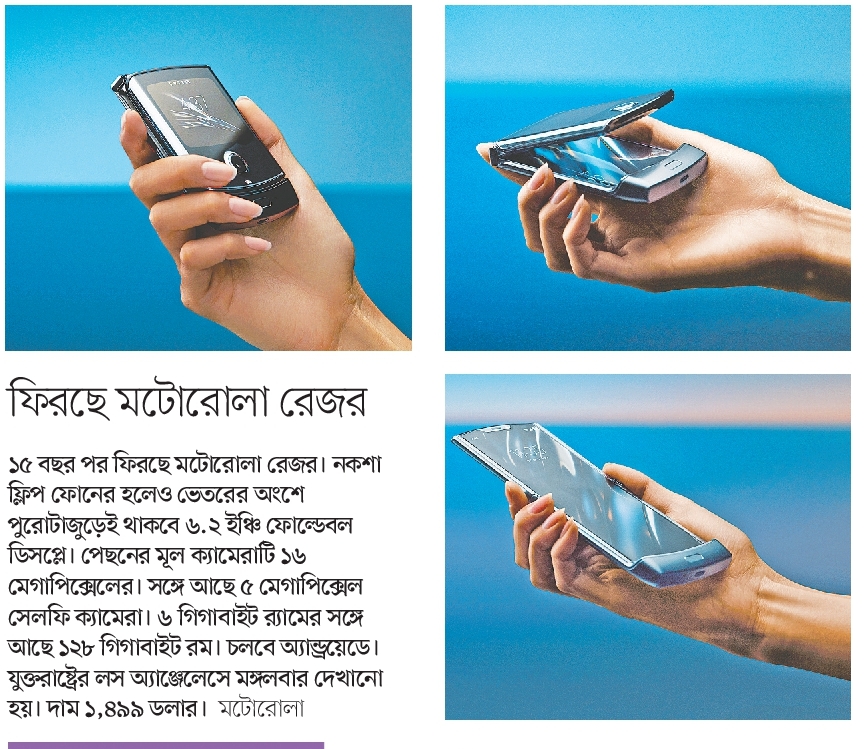 ফিরছে মটোরোলা রেজর
১৫ বছর পর ফিরছে মটোরোলা রেজর। নকশা
ফ্লিপ ফোনের হলেও ভেতরের অংশে
পুরোটাজুড়েই থাকবে ৬.২ ইঞ্চি ফোল্ডেবল
ডিসপ্লে। পেছনের মূল ক্যামেরাটি ১৬
মেগাপিক্সেলের। সঙ্গে আছে ৫ মেগাপিক্সেল
সেলফি ক্যামেরা। ৬ গিগাবাইট র‍্যামের সঙ্গে
আছে ১২৮ গিগাবাইট রম। চলবে অ্যান্ড্রয়েডে।
যুক্তরাষ্ট্রের লস অ্যাঞ্জেলেসে মঙ্গলবার দেখানো
হয়। দাম ১,৪৯৯ ডলার। মটোরোলা